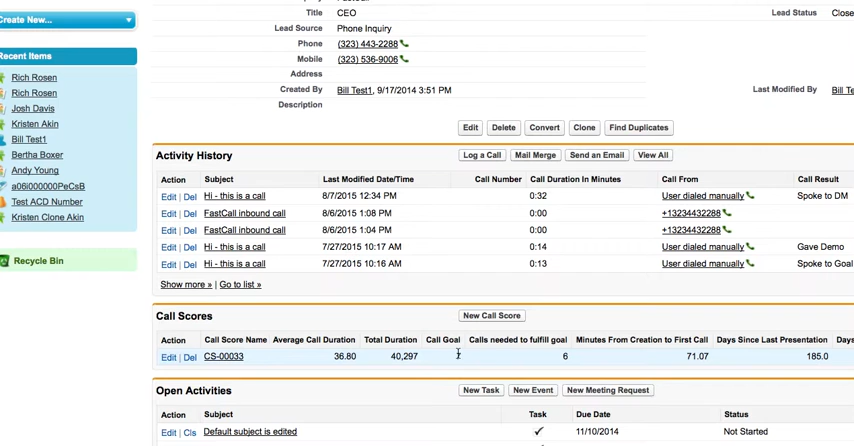 Create New...
Recent Items
Rich Rosen
Rich Rosen
Josh Davis
Kristen Akin
Bill Test1
Bertha Boxer
Andy Young
a06i000000PeCsB
Test ACD Number
Kristen Clone Akin
Recycle Bin
Title CEO Lead Status Close
Lead Source Phone Inquiry
Phone (323) 443-2288
Mobile (323) 536-9006
Address
Created By Bill Test1, 9/17/2014 3:51 PM Last Modified By Bill Te
Description
Edit Delete Convert Clone Find Duplicates
Activity History Log a Call Mail Merge Send an Email View All
Action Subject Last Modified Date/Time Call Number Call Duration In Minutes Call From Call Result
Edit | Del Hi - this is a call 8/7/2015 12:34 PM 0:32 User dialed manually Spoke to DM
Edit | Del FastCall inbound call 8/6/2015 1:08 PM 0:00 +13234432288
Edit | Del FastCall inbound call 8/6/2015 1:04 PM 0:00 +13234432288
Edit | Del Hi - this is a call 7/27/2015 10:17 AM 0:14 User dialed manually Gave Demo
Edit | Del Hi - this is a call 7/27/2015 10:16 AM 0:13 User dialed manually Spoke to Goal
Show more » | Go to list »
Call Scores New Call Score
Action Call Score Name Average Call Duration Total Duration Call Goal Calls needed to fulfill goal Minutes From Creation to First Call Days Since Last Presentation Days
Edit | Del CS-00033 36.80 40,297 6 71.07 185.0
Open Activities New Task New Event New Meeting Request
Action Subject Task Due Date Status
Edit | Cls Default subject is edited 11/10/2014 Not Started